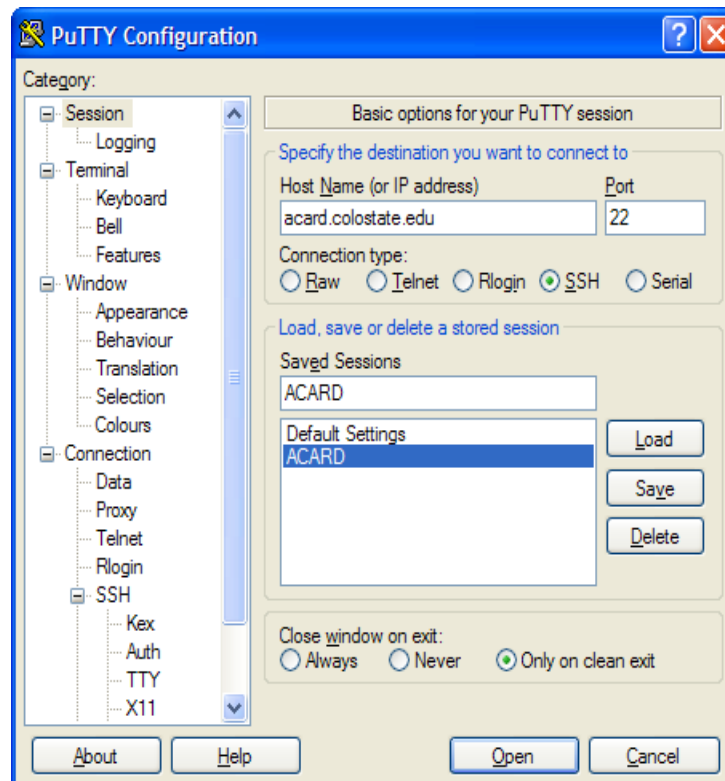 PuTTY Configuration
Category:
Session
Logging
Terminal
Keyboard
Bell
Features
Window
Appearance
Behaviour
Translation
Selection
Colours
Connection
Data
Proxy
Telnet
Rlogin
SSH
Kex
Auth
TTY
X11
Basic options for your PuTTY session
Specify the destination you want to connect to
Host Name (or IP address) Port
acard.colostate.edu 22
Connection type:
Raw Telnet Rlogin SSH Serial
Load, save or delete a stored session
Saved Sessions
ACARD
Default Settings
ACARD
Load
Save
Delete
Close window on exit:
Always Never Only on clean exit
About Help Open Cancel